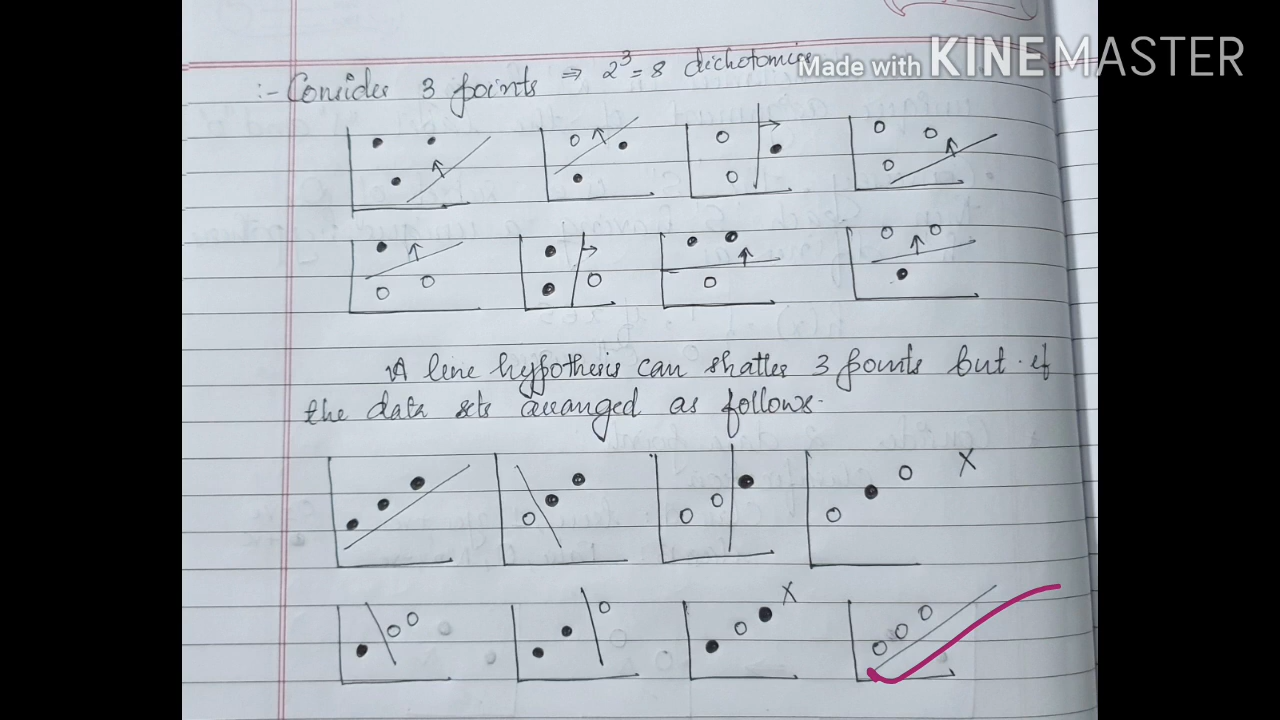 Made with KINEMASTER
:- Consider 3 points ⇒ 2³ = 8 dichotomies
A line hypothesis can shatter 3 points but if
the data sets arranged as follows.
X
X